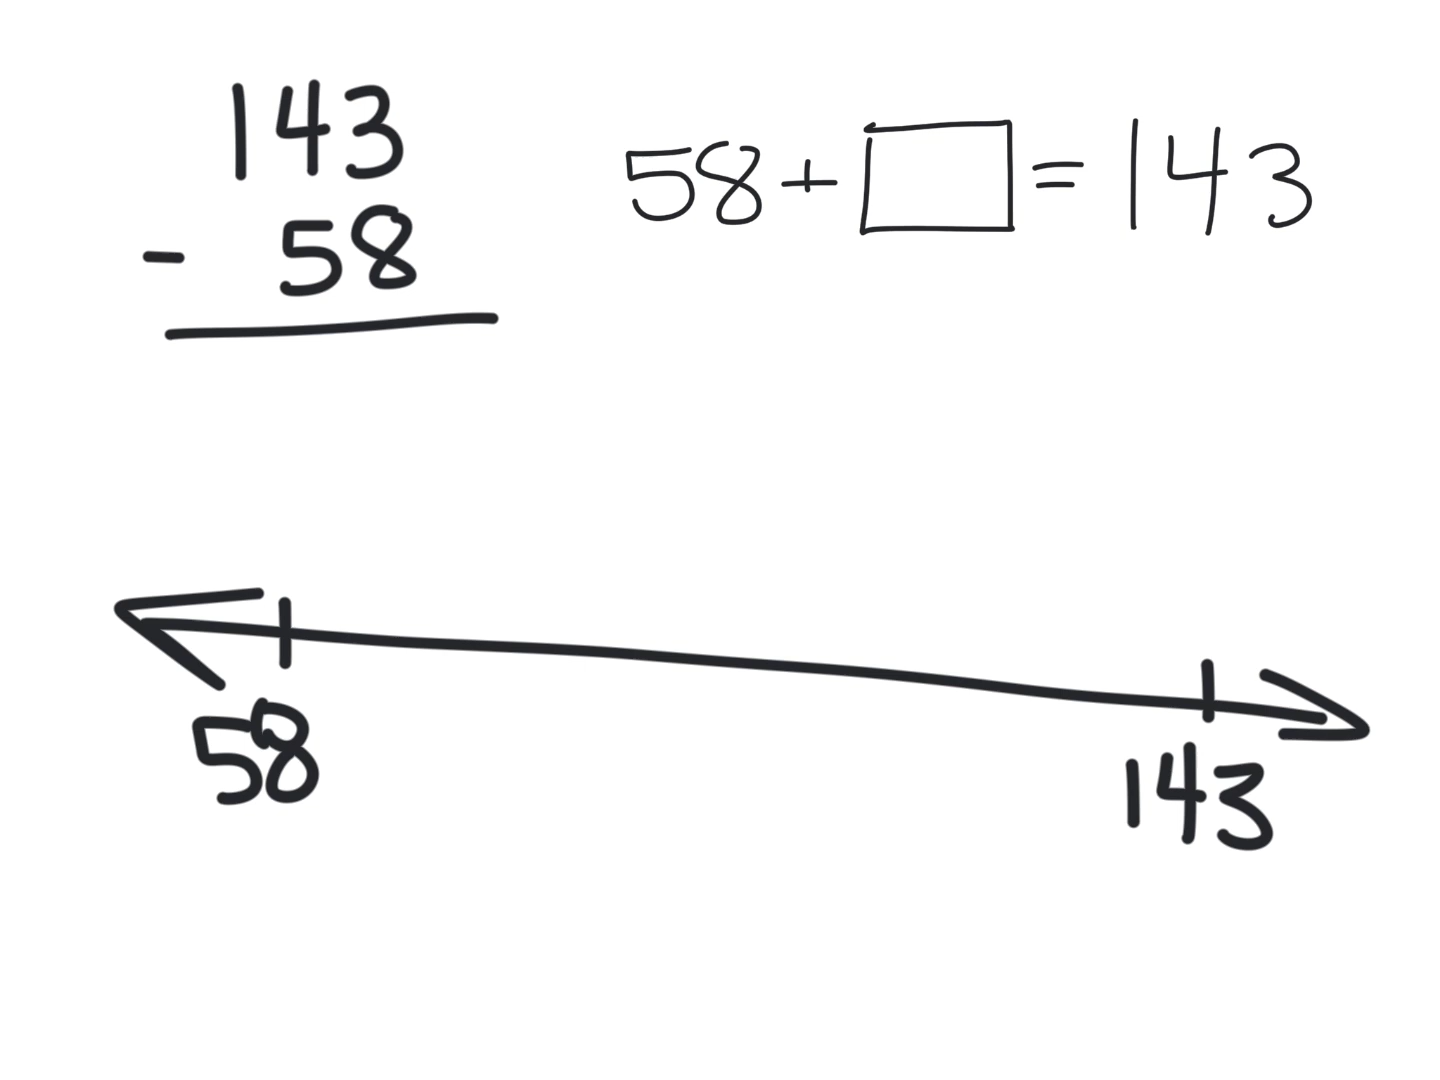 143
- 58
58 + □ = 143
58
143